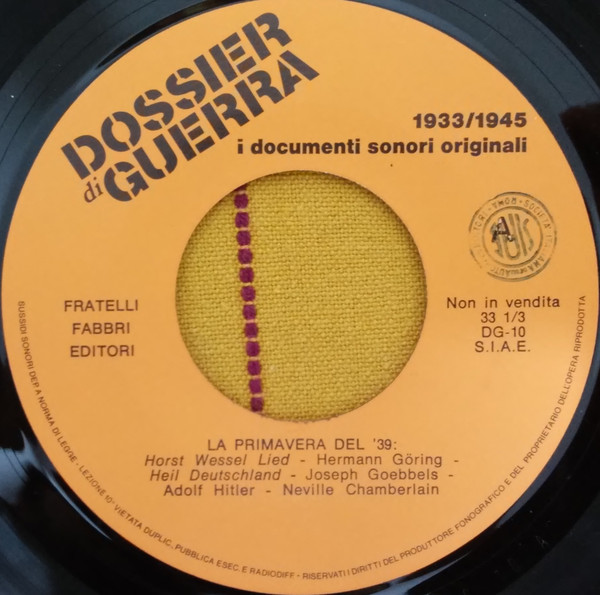 DOSSIER
di GUERRA
1933/1945
i documenti sonori originali
FRATELLI
FABBRI
EDITORI
Non in vendita
33 1/3
DG-10
S.I.A.E.
LA PRIMAVERA DEL '39:
Horst Wessel Lied - Hermann Göring -
Heil Deutschland - Joseph Goebbels -
Adolf Hitler - Neville Chamberlain
SUSSIDI SONORI DEP. A NORMA DI LEGGE - LEZIONE 10° VIETATA DUPLIC. PUBBLICA ESEC. E RADIODIFF - RISERVATI I DIRITTI DEL PRODUTTORE FONOGRAFICO E DEL PROPRIETARIO DELL'OPERA RIPRODOTTA